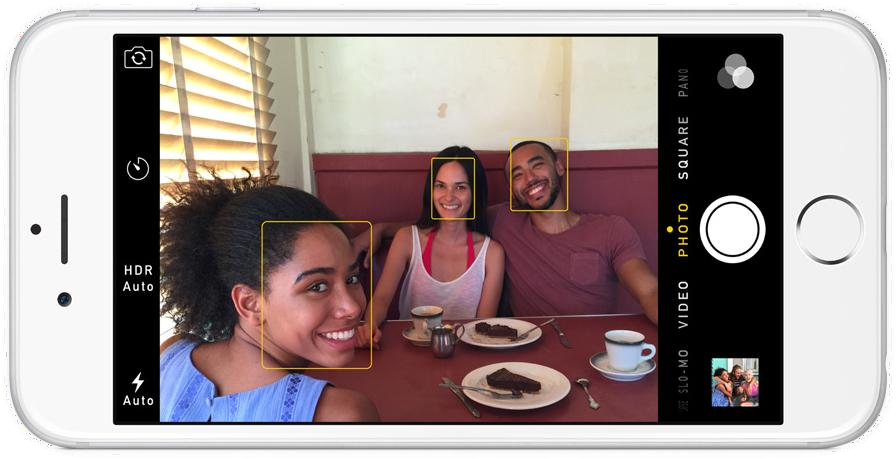 HDR
Auto
Auto
PANO
SQUARE
PHOTO
VIDEO
SLO-MO